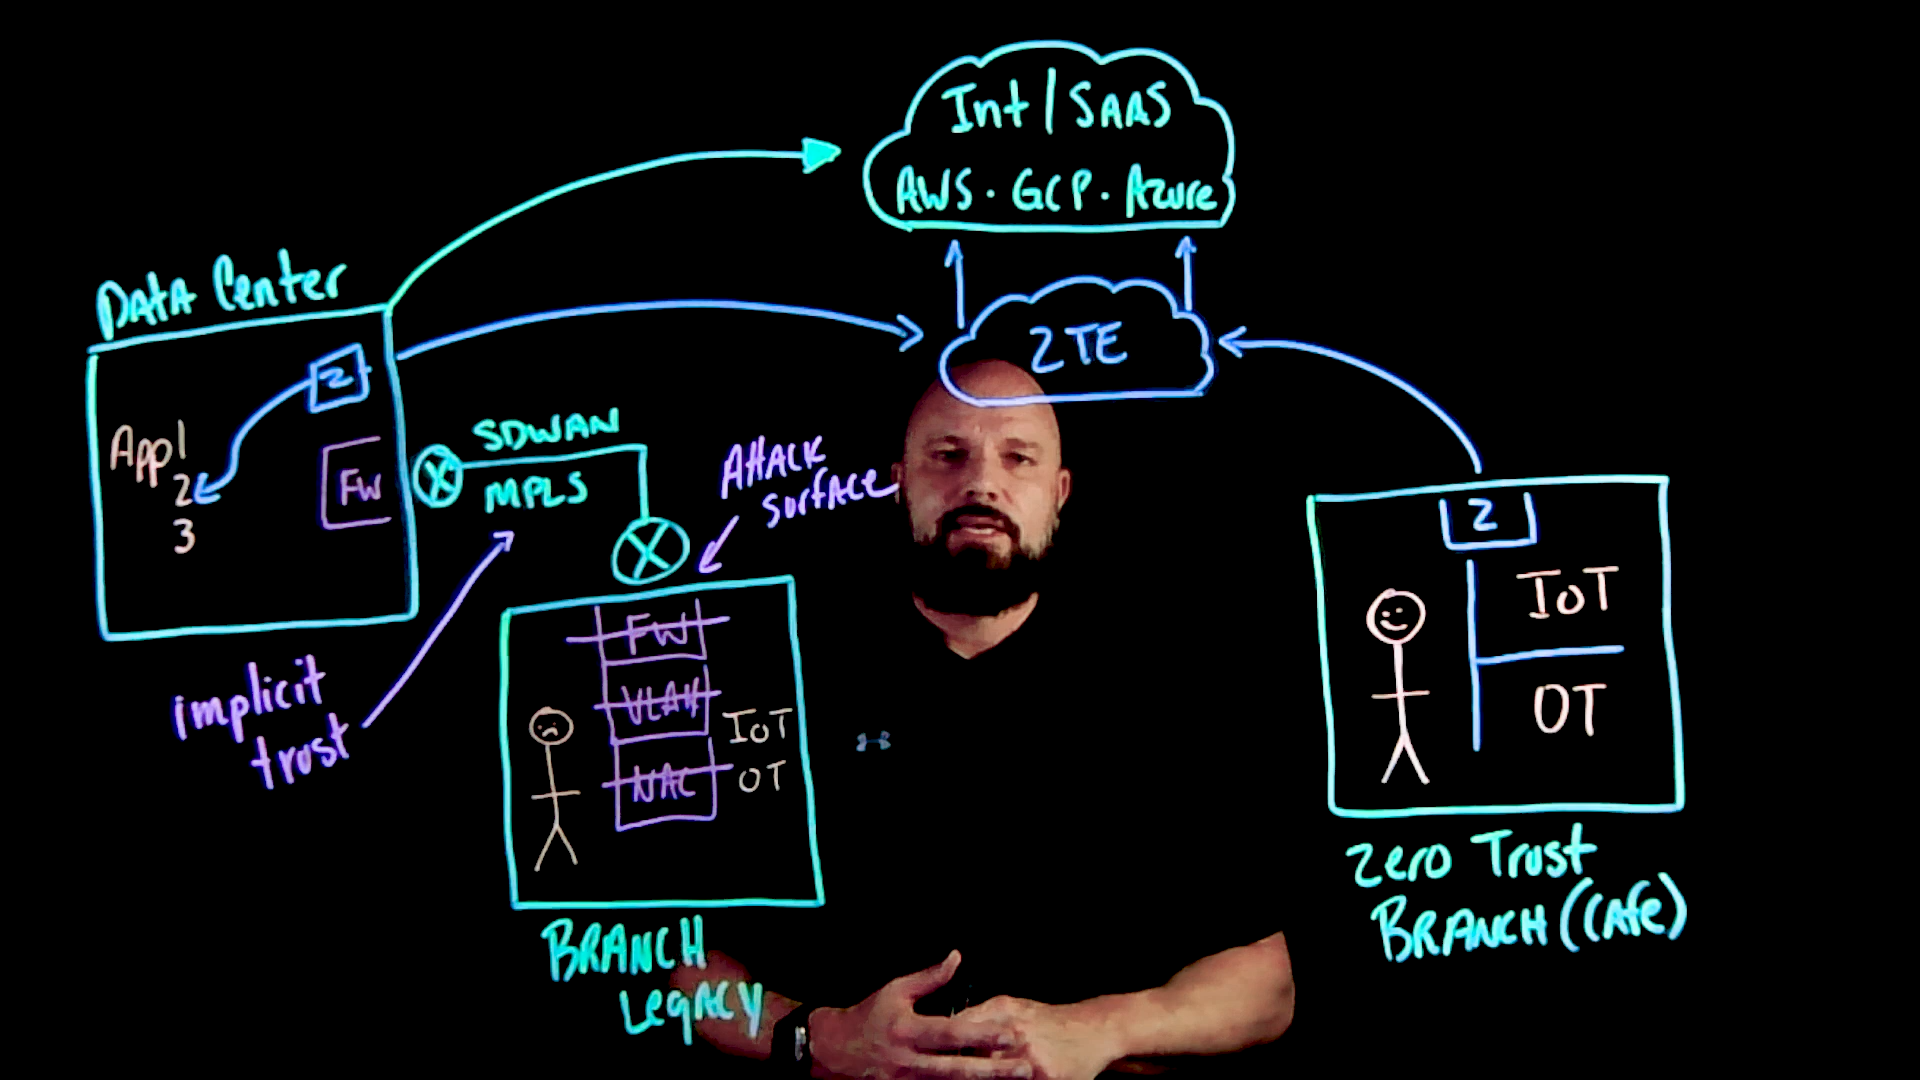 Int | SAAS
AWS · GCP · Azure
DATA Center
ZTE
Z
App 1
2
3
FW
SDWAN
MPLS
Attack
surface
implicit
trust
FW
VLAN
NAC
IoT
OT
BRANCH
Legacy
Z
IoT
OT
Zero Trust
BRANCH (CAfe)